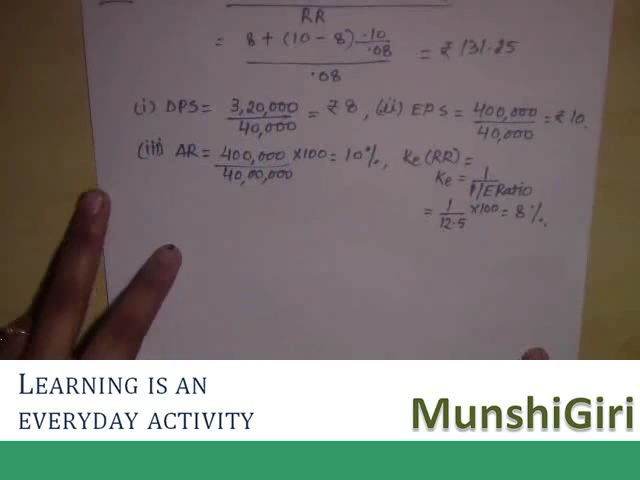 RR
= 8 + (10 - 8) .10/.08 / .08 = ₹ 131.25
(i) DPS = 3,20,000/40,000 = ₹ 8, (ii) EPS = 400,000/40,000 = ₹ 10.
(iii) AR = 400,000/40,00,000 ×100 = 10%, Ke (RR) =
Ke = 1/P/E Ratio
= 1/12.5 ×100 = 8%.
LEARNING IS AN
EVERYDAY ACTIVITY
MunshiGiri